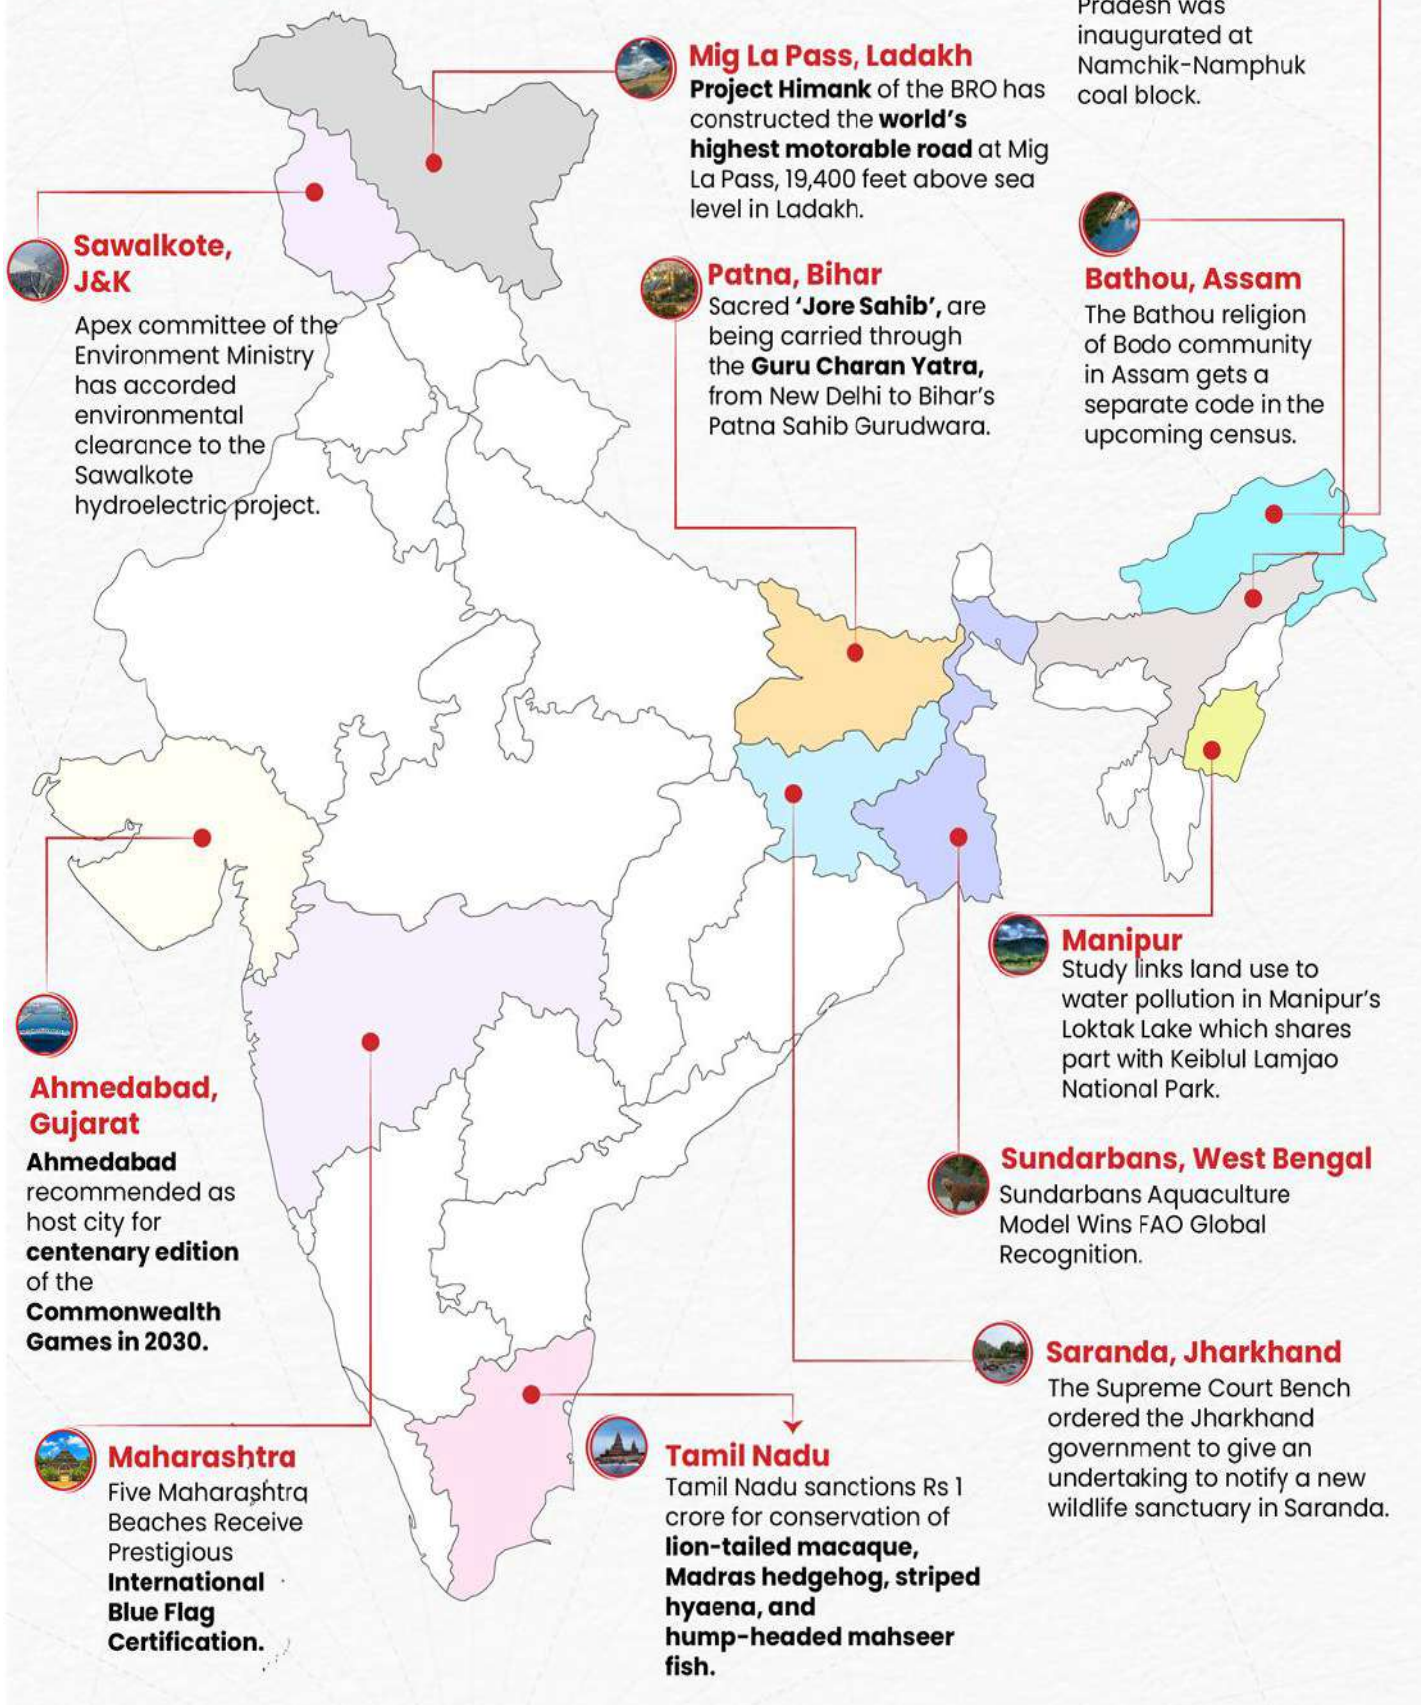 Pradesh was
inaugurated at
Namchik-Namphuk
coal block.
Mig La Pass, Ladakh
Project Himank of the BRO has
constructed the world's
highest motorable road at Mig
La Pass, 19,400 feet above sea
level in Ladakh.
Sawalkote,
J&K
Apex committee of the
Environment Ministry
has accorded
environmental
clearance to the
Sawalkote
hydroelectric project.
Patna, Bihar
Sacred ‘Jore Sahib’, are
being carried through
the Guru Charan Yatra,
from New Delhi to Bihar's
Patna Sahib Gurudwara.
Bathou, Assam
The Bathou religion
of Bodo community
in Assam gets a
separate code in the
upcoming census.
Manipur
Study links land use to
water pollution in Manipur's
Loktak Lake which shares
part with Keiblul Lamjao
National Park.
Ahmedabad,
Gujarat
Ahmedabad
recommended as
host city for
centenary edition
of the
Commonwealth
Games in 2030.
Sundarbans, West Bengal
Sundarbans Aquaculture
Model Wins FAO Global
Recognition.
Saranda, Jharkhand
The Supreme Court Bench
ordered the Jharkhand
government to give an
undertaking to notify a new
wildlife sanctuary in Saranda.
Maharashtra
Five Maharashtra
Beaches Receive
Prestigious
International
Blue Flag
Certification.
Tamil Nadu
Tamil Nadu sanctions Rs 1
crore for conservation of
lion-tailed macaque,
Madras hedgehog, striped
hyaena, and
hump-headed mahseer
fish.